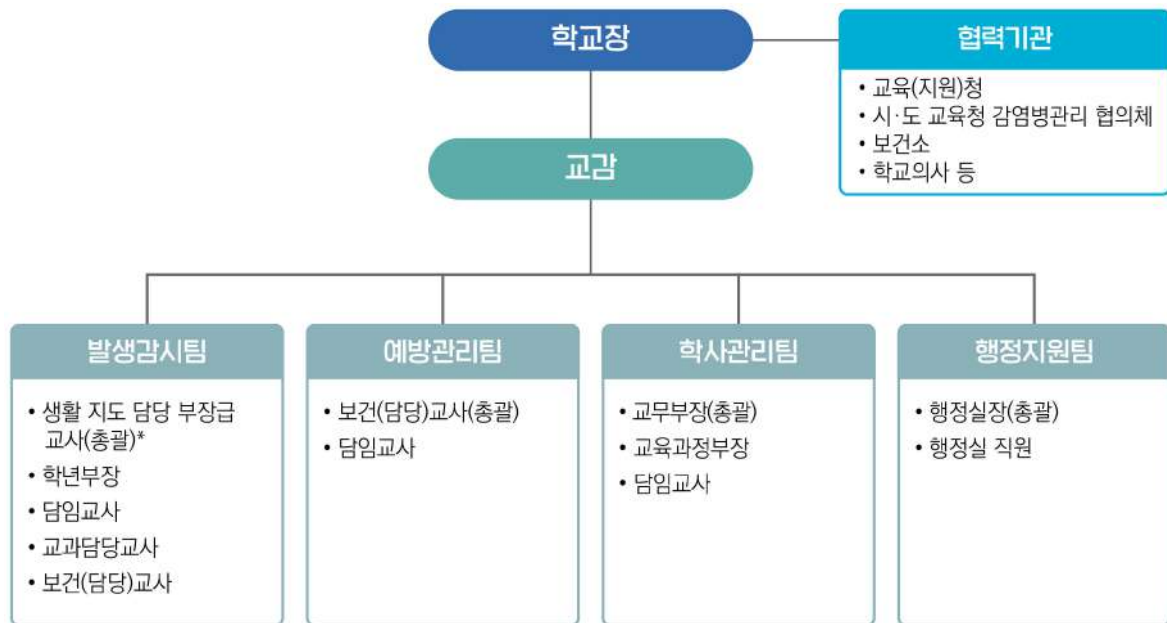 학교장
협력기관
• 교육(지원)청
• 시·도 교육청 감염병관리 협의체
• 보건소
• 학교의사 등
교감
발생감시팀
• 생활 지도 담당 부장급
교사(총괄)*
• 학년부장
• 담임교사
• 교과담당교사
• 보건(담당)교사
예방관리팀
• 보건(담당)교사(총괄)
• 담임교사
학사관리팀
• 교무부장(총괄)
• 교육과정부장
• 담임교사
행정지원팀
• 행정실장(총괄)
• 행정실 직원